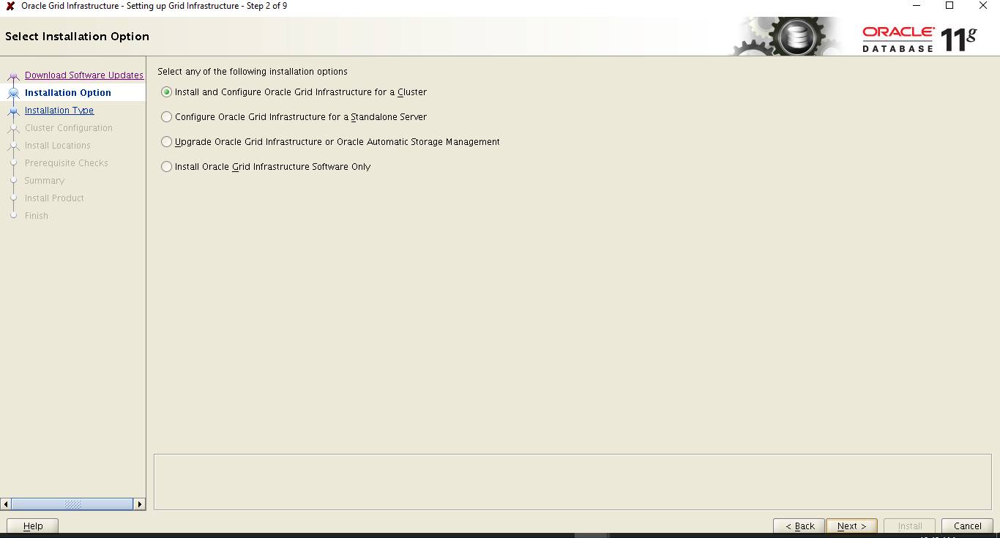 Oracle Grid Infrastructure - Setting up Grid Infrastructure - Step 2 of 9
Select Installation Option
ORACLE
DATABASE 11g
Download Software Updates
Installation Option
Installation Type
Cluster Configuration
Install Locations
Prerequisite Checks
Summary
Install Product
Finish
Select any of the following installation options
Install and Configure Oracle Grid Infrastructure for a Cluster
Configure Oracle Grid Infrastructure for a Standalone Server
Upgrade Oracle Grid Infrastructure or Oracle Automatic Storage Management
Install Oracle Grid Infrastructure Software Only
Help
< Back
Next >
Install
Cancel